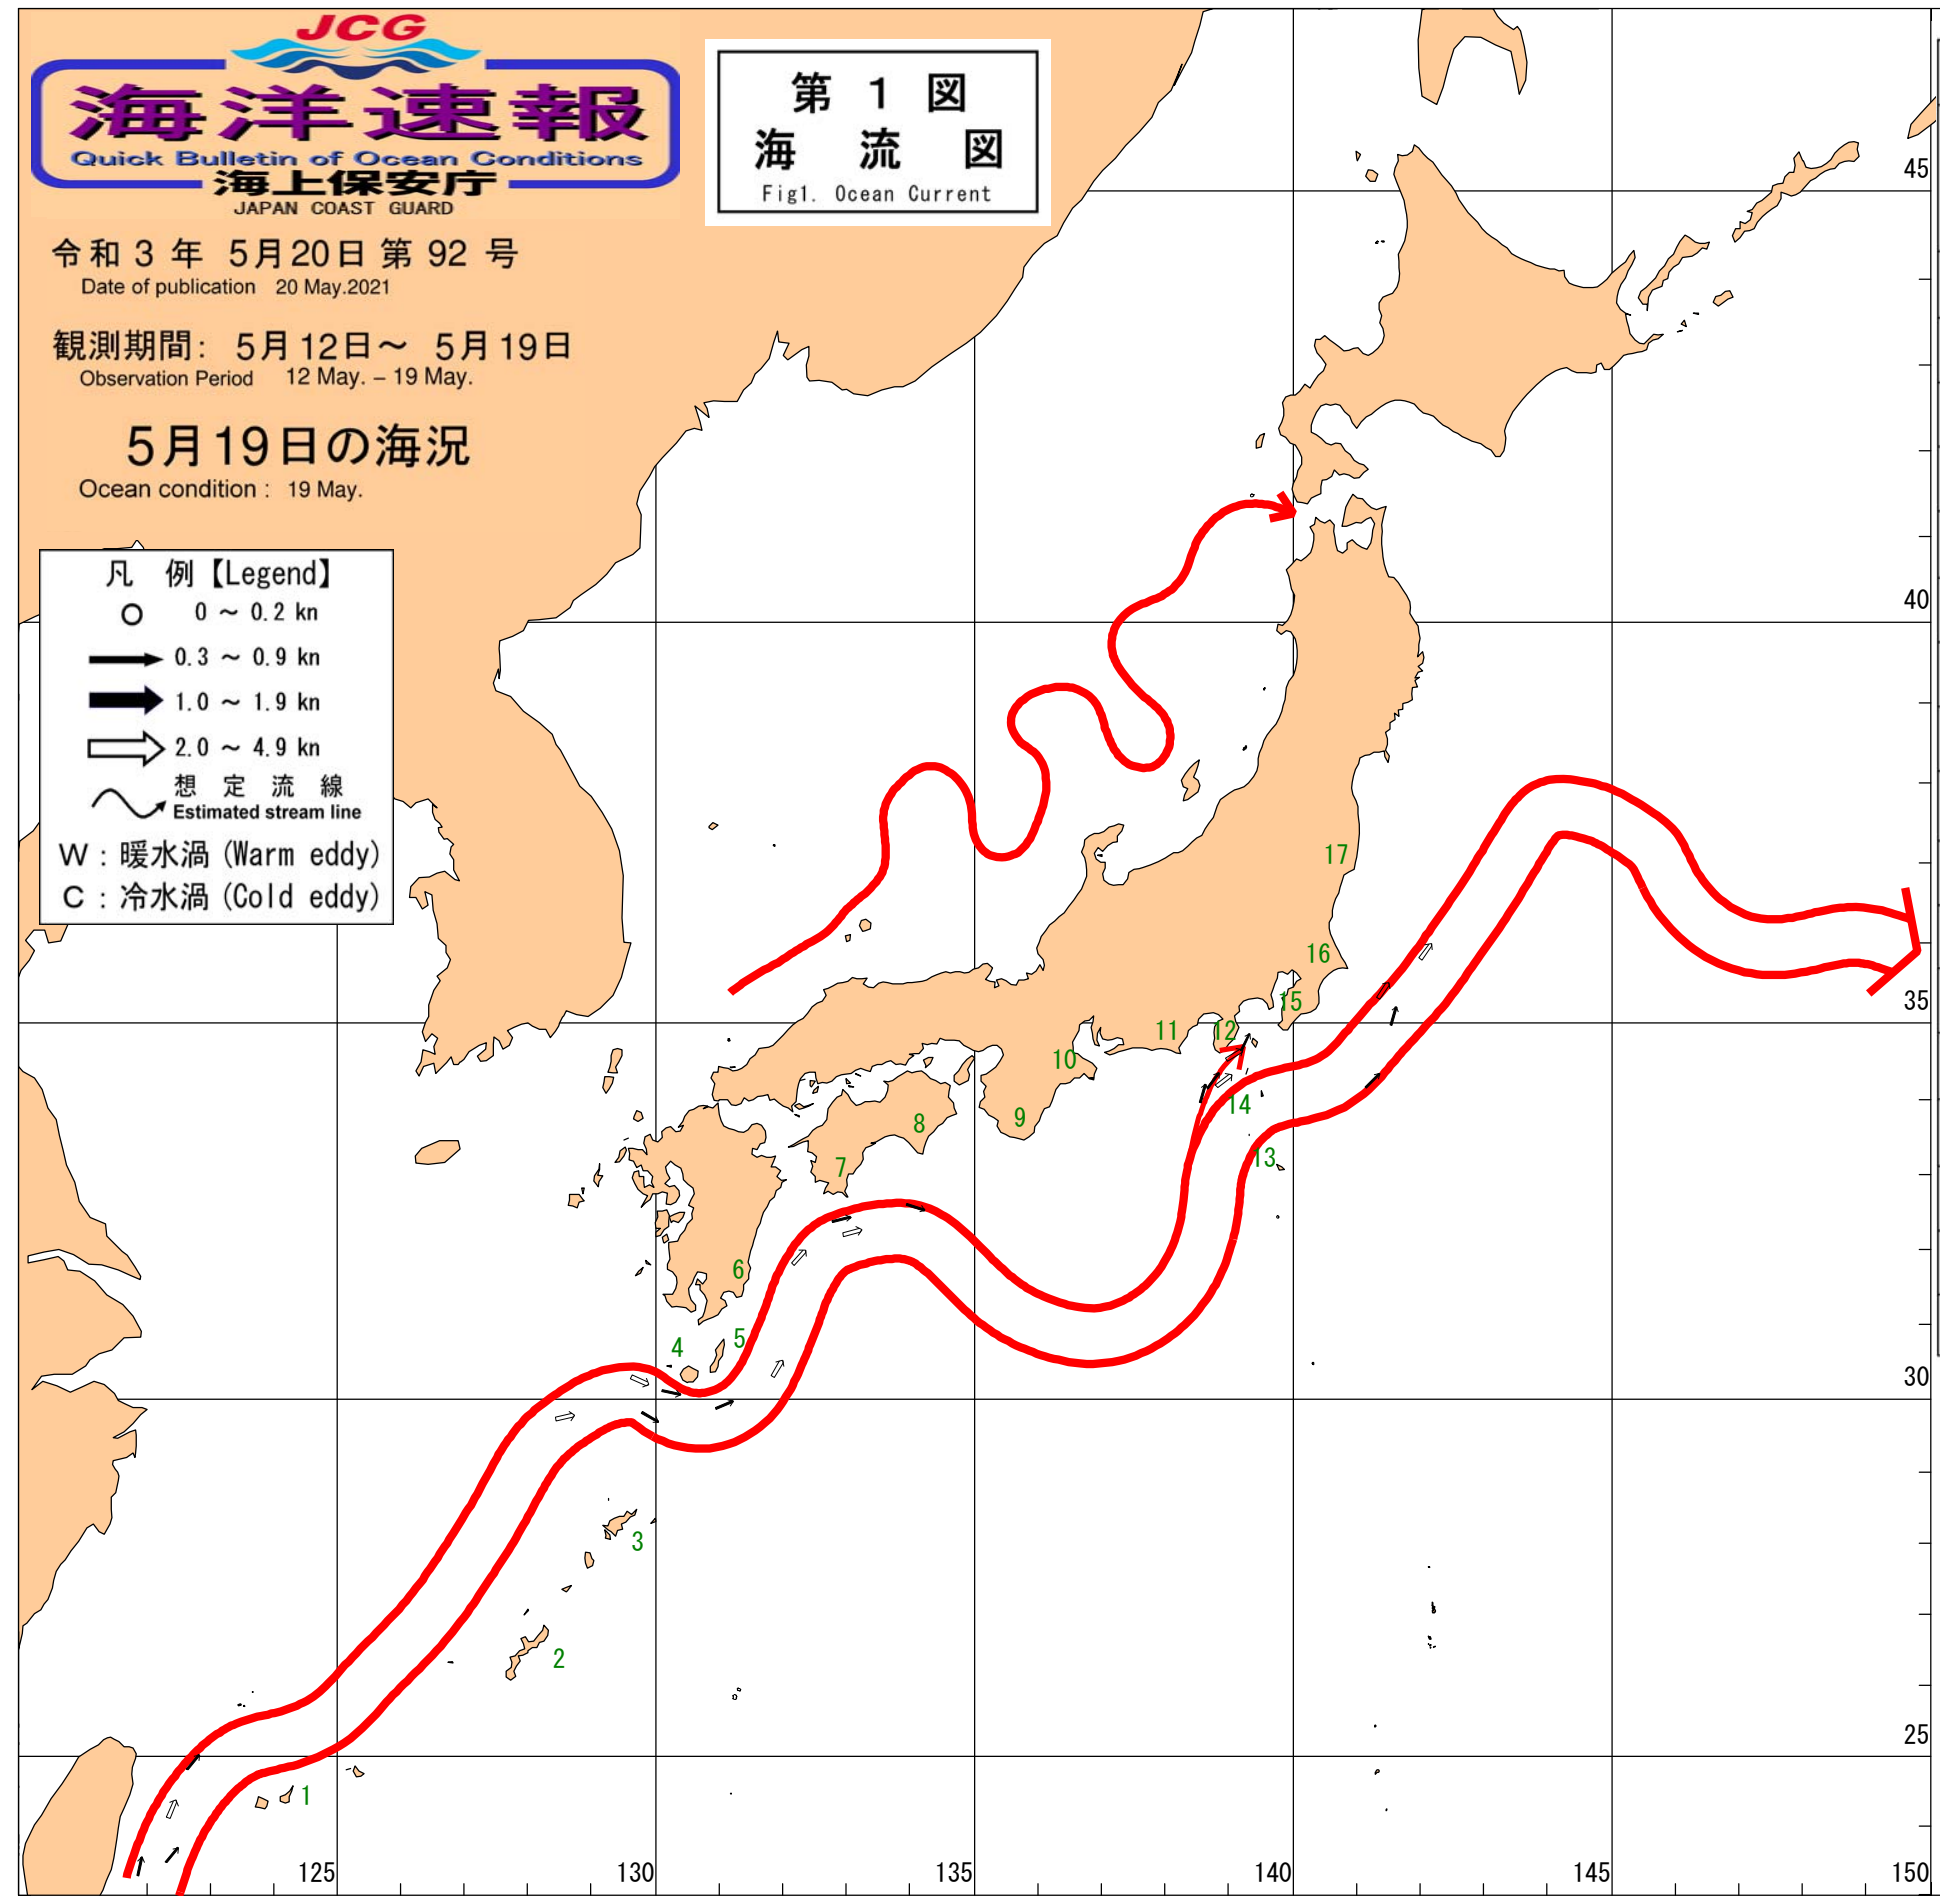 JCG
海洋速報
Quick Bulletin of Ocean Conditions
海上保安庁
JAPAN COAST GUARD
第 1 図
海 流 図
Fig1. Ocean Current
令和 3 年 5月20日 第 92 号
Date of publication 20 May.2021
観測期間: 5月12日～ 5月19日
Observation Period 12 May. – 19 May.
5月19日の海況
Ocean condition : 19 May.
凡 例【Legend】
0 ～ 0.2 kn
0.3 ～ 0.9 kn
1.0 ～ 1.9 kn
2.0 ～ 4.9 kn
想 定 流 線
Estimated stream line
W : 暖水渦 (Warm eddy)
C : 冷水渦 (Cold eddy)
45
40
17
16
35
15
12
11
10
14
9
8
13
7
6
5
4
30
3
2
25
1
125
130
135
140
145
150